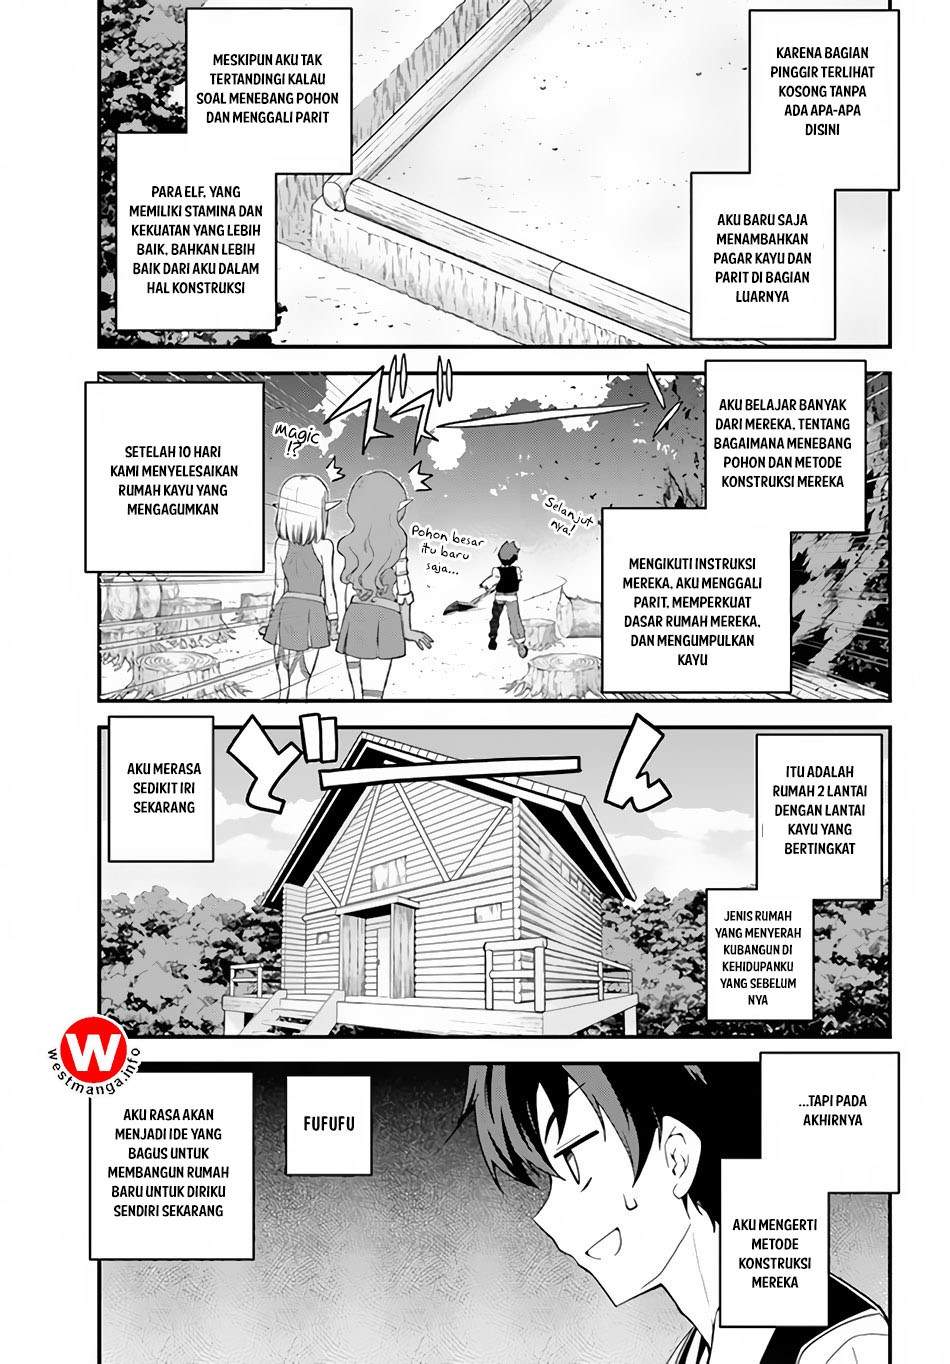 KARENA BAGIAN
PINGGIR TERLIHAT
KOSONG TANPA
ADA APA-APA
DISINI
AKU BARU SAJA
MENAMBAHKAN
PAGAR KAYU DAN
PARIT DI BAGIAN
LUARNYA
MESKIPUN AKU TAK
TERTANDINGI KALAU
SOAL MENEBANG POHON
DAN MENGGALI PARIT
PARA ELF, YANG
MEMILIKI STAMINA DAN
KEKUATAN YANG LEBIH
BAIK, BAHKAN LEBIH
BAIK DARI AKU DALAM
HAL KONSTRUKSI
AKU BELAJAR BANYAK
DARI MEREKA, TENTANG
BAGAIMANA MENEBANG
POHON DAN METODE
KONSTRUKSI MEREKA
MENGIKUTI INSTRUKSI
MEREKA, AKU MENGGALI
PARIT, MEMPERKUAT
DASAR RUMAH MEREKA,
DAN MENGUMPULKAN
KAYU
Selanjut
nya!
Pohon besar
itu baru
saja...
magic
!?
SETELAH 10 HARI
KAMI MENYELESAIKAN
RUMAH KAYU YANG
MENGAGUMKAN
ITU ADALAH
RUMAH 2 LANTAI
DENGAN LANTAI
KAYU YANG
BERTINGKAT
JENIS RUMAH
YANG MENYERAH
KUBANGUN DI
KEHIDUPANKU
YANG SEBELUM
NYA
AKU MERASA
SEDIKIT IRI
SEKARANG
...TAPI PADA
AKHIRNYA
AKU MENGERTI
METODE
KONSTRUKSI
MEREKA
FUFUFU
AKU RASA AKAN
MENJADI IDE YANG
BAGUS UNTUK
MEMBANGUN RUMAH
BARU UNTUK DIRIKU
SENDIRI SEKARANG
W
westmanga.info